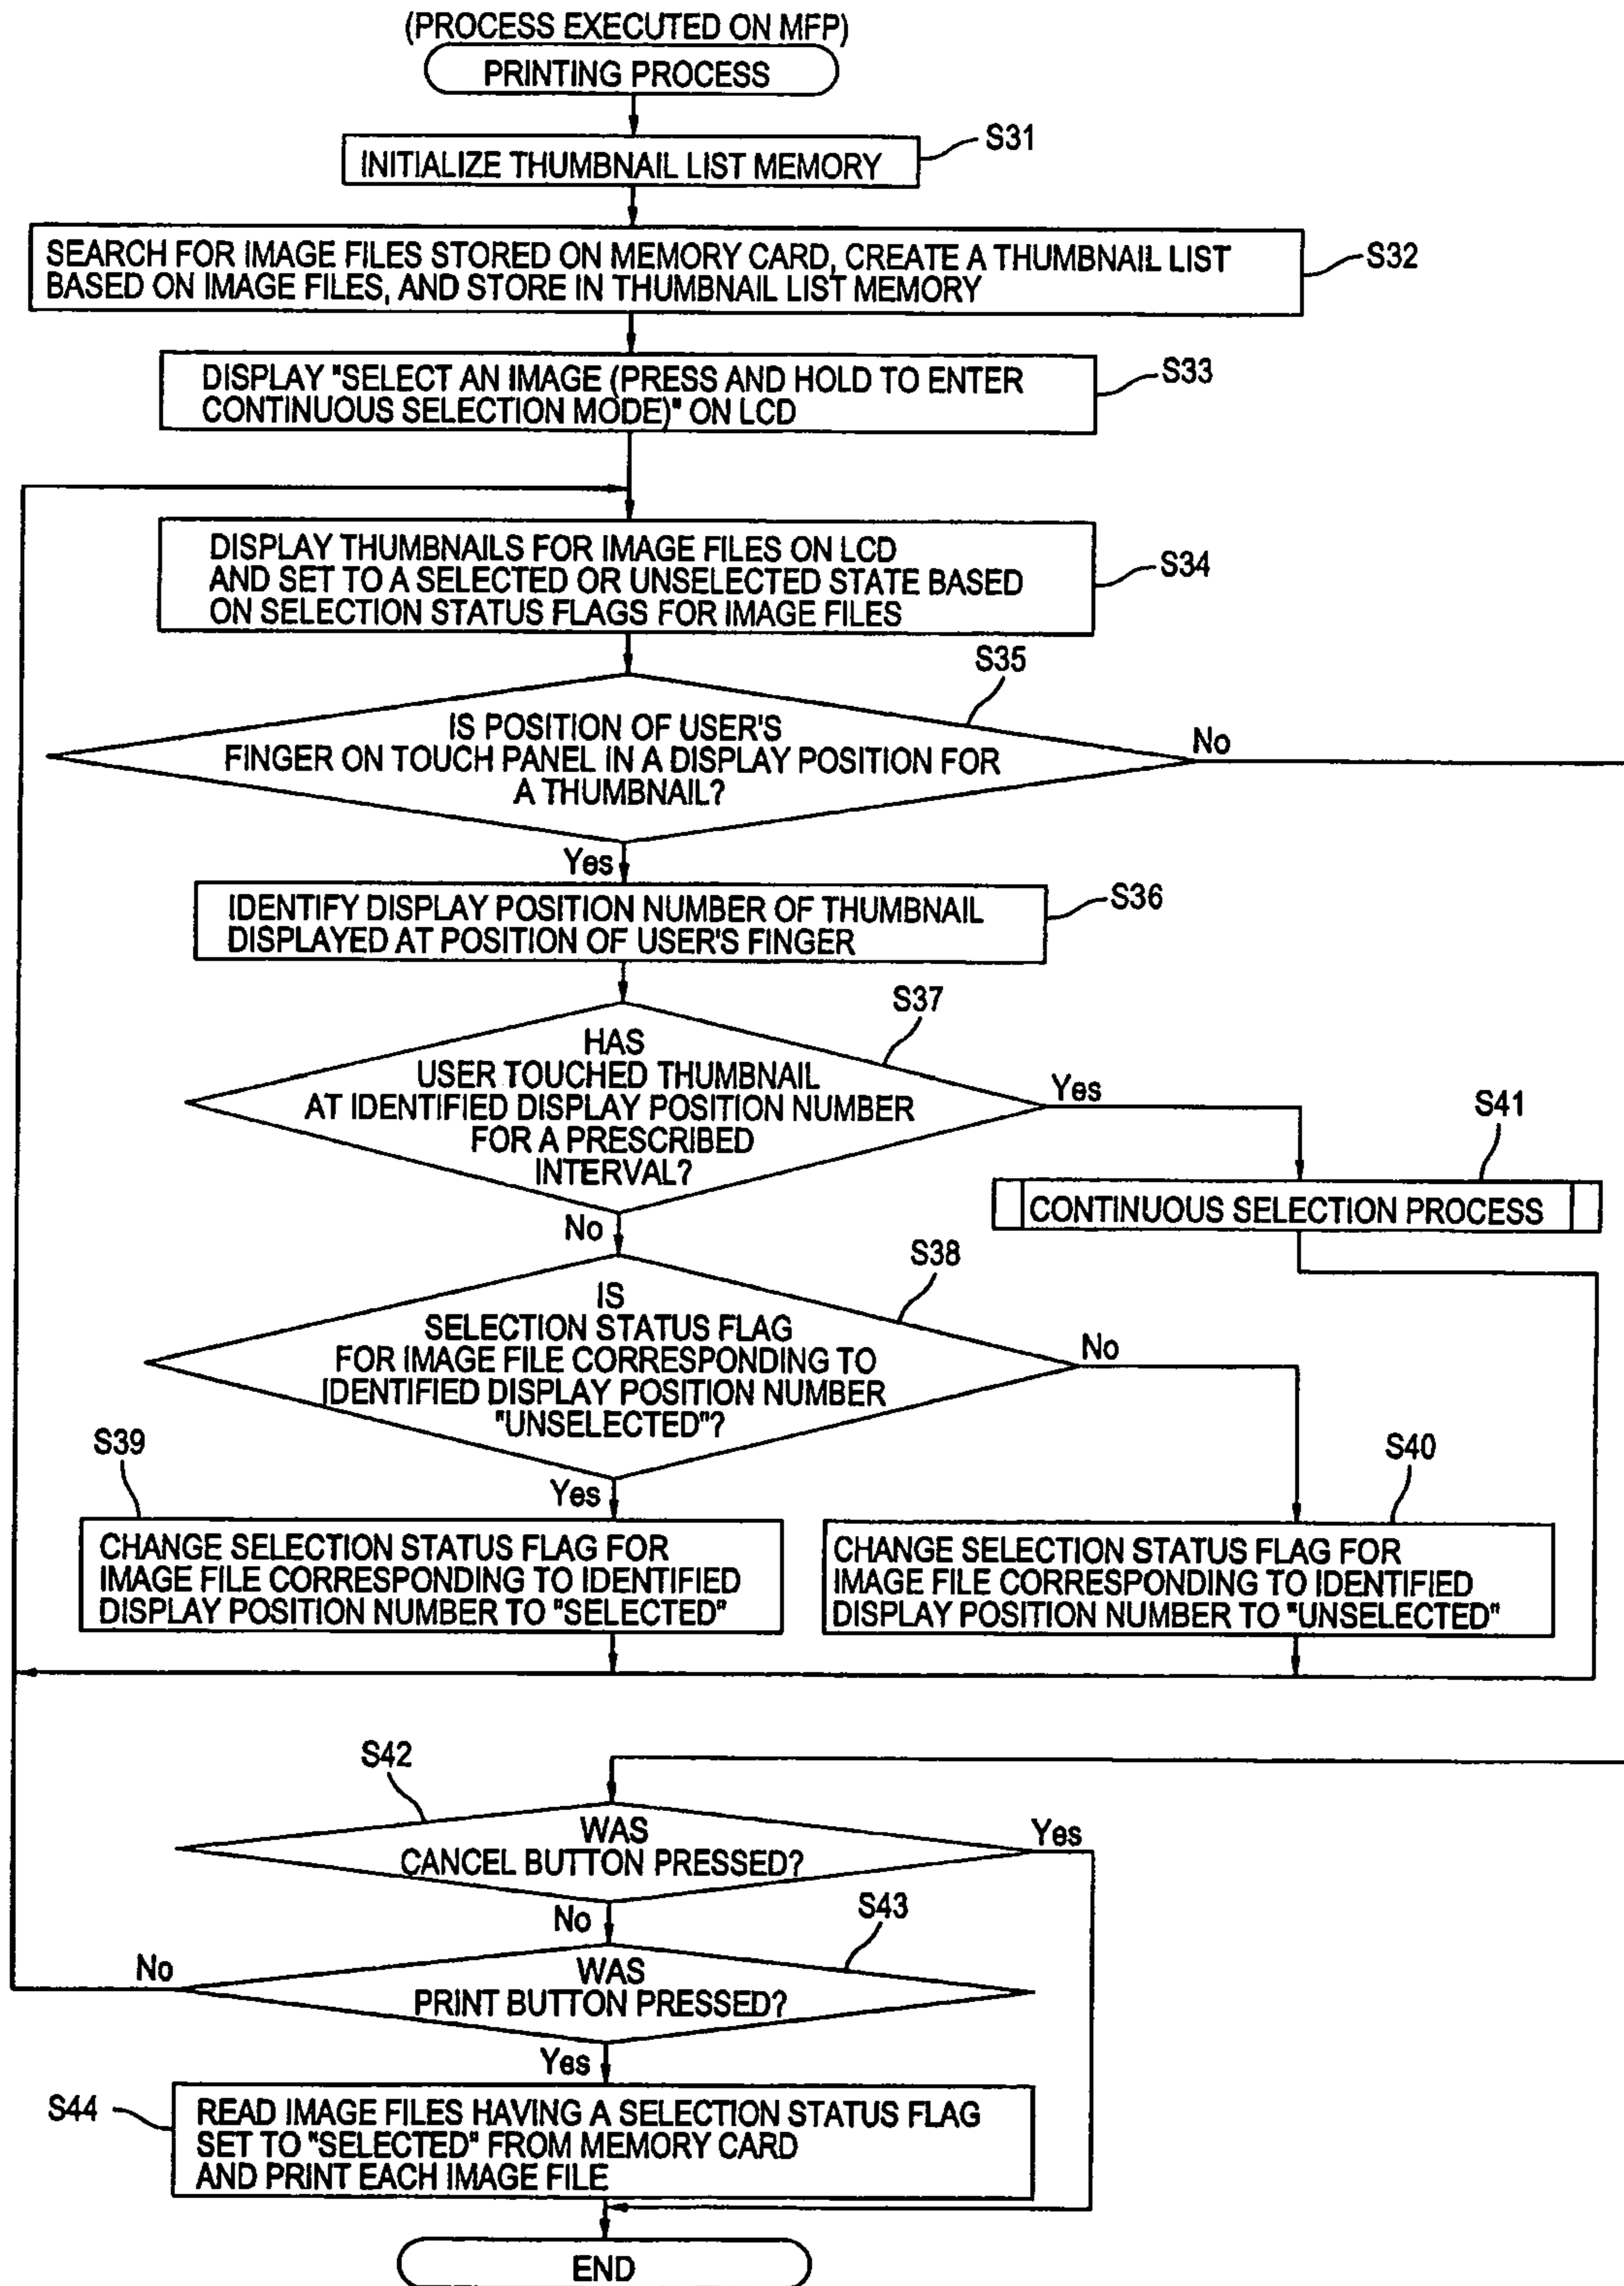 (PROCESS EXECUTED ON MFP)
PRINTING PROCESS
S31
INITIALIZE THUMBNAIL LIST MEMORY
S32
SEARCH FOR IMAGE FILES STORED ON MEMORY CARD, CREATE A THUMBNAIL LIST
BASED ON IMAGE FILES, AND STORE IN THUMBNAIL LIST MEMORY
S33
DISPLAY "SELECT AN IMAGE (PRESS AND HOLD TO ENTER
CONTINUOUS SELECTION MODE)" ON LCD
S34
DISPLAY THUMBNAILS FOR IMAGE FILES ON LCD
AND SET TO A SELECTED OR UNSELECTED STATE BASED
ON SELECTION STATUS FLAGS FOR IMAGE FILES
S35
IS POSITION OF USER'S
FINGER ON TOUCH PANEL IN A DISPLAY POSITION FOR
A THUMBNAIL?
No
Yes
S36
IDENTIFY DISPLAY POSITION NUMBER OF THUMBNAIL
DISPLAYED AT POSITION OF USER'S FINGER
S37
HAS
USER TOUCHED THUMBNAIL
AT IDENTIFIED DISPLAY POSITION NUMBER
FOR A PRESCRIBED
INTERVAL?
Yes
S41
CONTINUOUS SELECTION PROCESS
No
S38
IS
SELECTION STATUS FLAG
FOR IMAGE FILE CORRESPONDING TO
IDENTIFIED DISPLAY POSITION NUMBER
"UNSELECTED"?
No
Yes
S39
CHANGE SELECTION STATUS FLAG FOR
IMAGE FILE CORRESPONDING TO IDENTIFIED
DISPLAY POSITION NUMBER TO "SELECTED"
S40
CHANGE SELECTION STATUS FLAG FOR
IMAGE FILE CORRESPONDING TO IDENTIFIED
DISPLAY POSITION NUMBER TO "UNSELECTED"
S42
WAS
CANCEL BUTTON PRESSED?
Yes
No
S43
WAS
PRINT BUTTON PRESSED?
No
Yes
S44
READ IMAGE FILES HAVING A SELECTION STATUS FLAG
SET TO "SELECTED" FROM MEMORY CARD
AND PRINT EACH IMAGE FILE
END